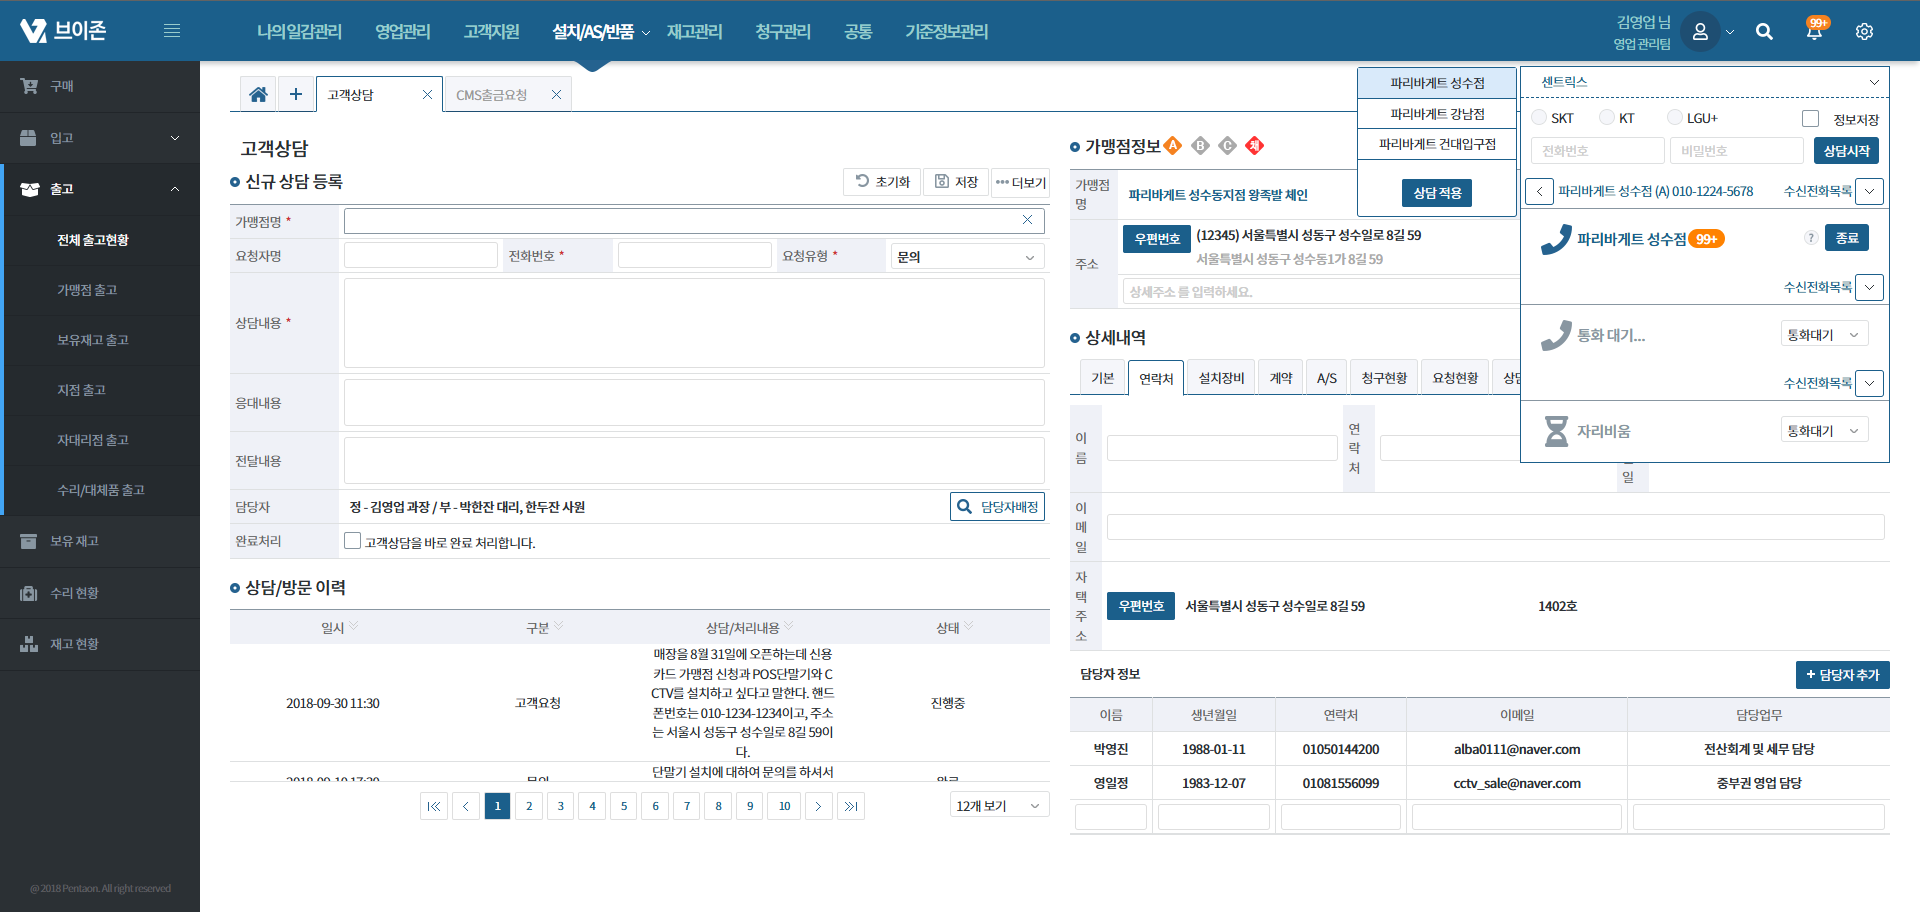 브이존
나의일감관리 영업관리 고객지원 설치/AS/반품 재고관리 청구관리 공통 기준정보관리
김영업 님
영업 관리팀
99+
구매
입고
출고
전체 출고현황
가맹점 출고
보유재고 출고
지점 출고
자대리점 출고
수리/대체품 출고
보유 재고
수리 현황
재고 현황
@ 2018 Pentaon. All right reserved
고객상담
CMS출금요청
고객상담
신규 상담 등록
초기화
저장
더보기
가맹점명 *
요청자명
전화번호 *
요청유형 *
문의
상담내용 *
응대내용
전달내용
담당자
정 - 김영업 과장 / 부 - 박한잔 대리, 한두잔 사원
담당자배정
완료처리
고객상담을 바로 완료 처리합니다.
상담/방문 이력
일시 구분 상담/처리내용 상태
2018-09-30 11:30
고객요청
매장을 8월 31일에 오픈하는데 신용
카드 가맹점 신청과 POS단말기와 C
CTV를 설치하고 싶다고 말한다. 핸드
폰번호는 010-1234-1234이고, 주소
는 서울시 성동구 성수일로 8길 59이
다.
진행중
단말기 설치에 대하여 문의를 하셔서
1 2 3 4 5 6 7 8 9 10
12개 보기
가맹점정보 A B C 체
가맹점
명
파리바게트 성수동지점 왕족발 체인
주소
우편번호
(12345) 서울특별시 성동구 성수일로 8길 59
서울특별시 성동구 성수동1가 8길 59
상세주소 를 입력하세요.
상세내역
기본 연락처 설치장비 계약 A/S 청구현황 요청현황
이
름
연
락
처
일
이
메
일
자
택
주
소
우편번호
서울특별시 성동구 성수일로 8길 59
1402호
담당자 정보
+ 담당자 추가
이름 생년월일 연락처 이메일 담당업무
박영진 1988-01-11 01050144200 alba0111@naver.com 전산회계 및 세무 담당
영일정 1983-12-07 01081556099 cctv_sale@naver.com 중부권 영업 담당
파리바게트 성수점
파리바게트 강남점
파리바게트 건대입구점
상담 적용
센트릭스
SKT KT LGU+ 정보저장
전화번호 비밀번호 상담시작
파리바게트 성수점 (A) 010-1224-5678 수신전화목록
파리바게트 성수점 99+ ? 종료
수신전화목록
통화 대기... 통화대기
수신전화목록
자리비움 통화대기